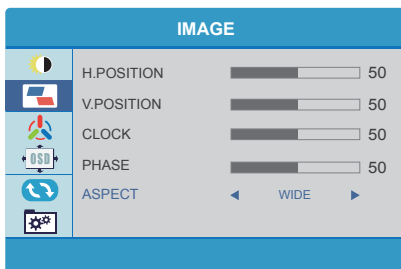 IMAGE
H.POSITION 50
V.POSITION 50
CLOCK 50
PHASE 50
OSD
ASPECT WIDE